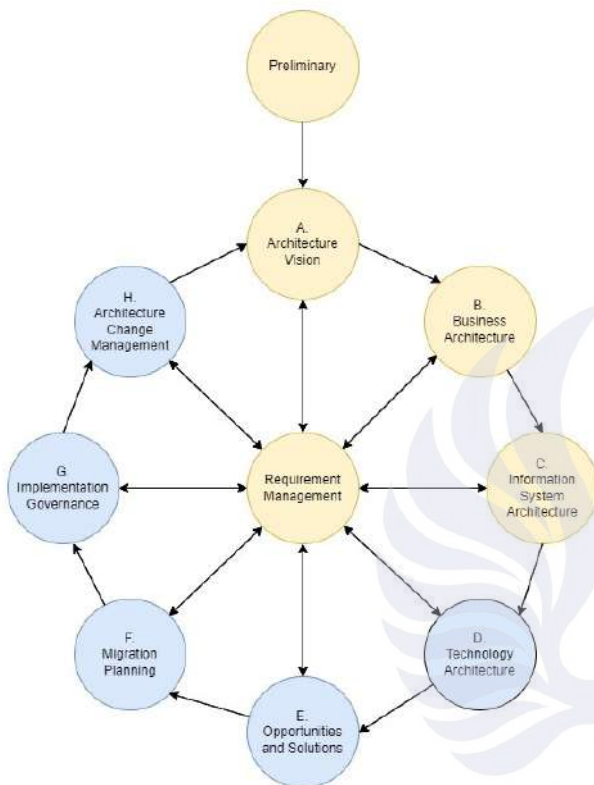 Preliminary
A.
Architecture
Vision
B.
Business
Architecture
C.
Information
System
Architecture
D.
Technology
Architecture
E.
Opportunities
and Solutions
F.
Migration
Planning
G.
Implementation
Governance
H.
Architecture
Change
Management
Requirement
Management